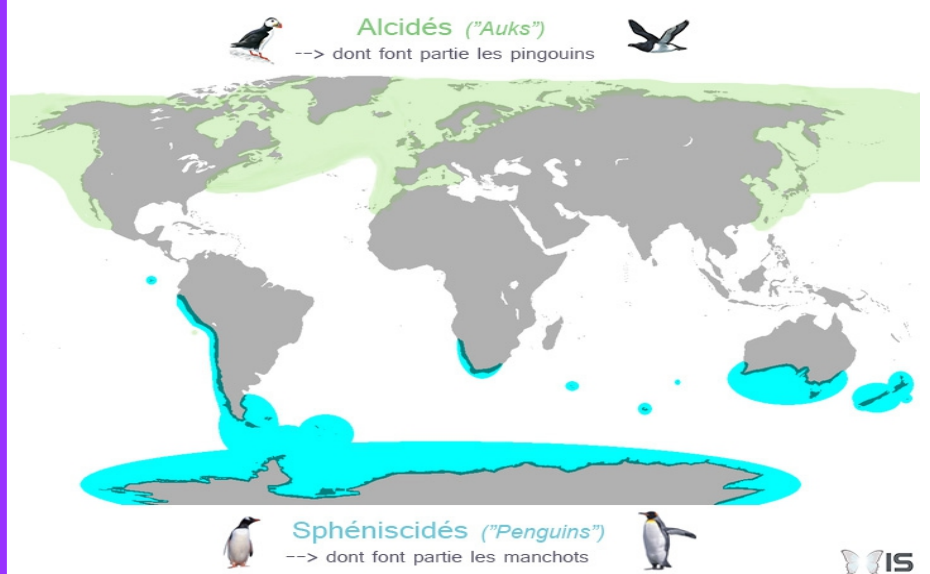 Alcidés ("Auks")
--> dont font partie les pingouins
Sphéniscidés ("Penguins")
--> dont font partie les manchots
IS